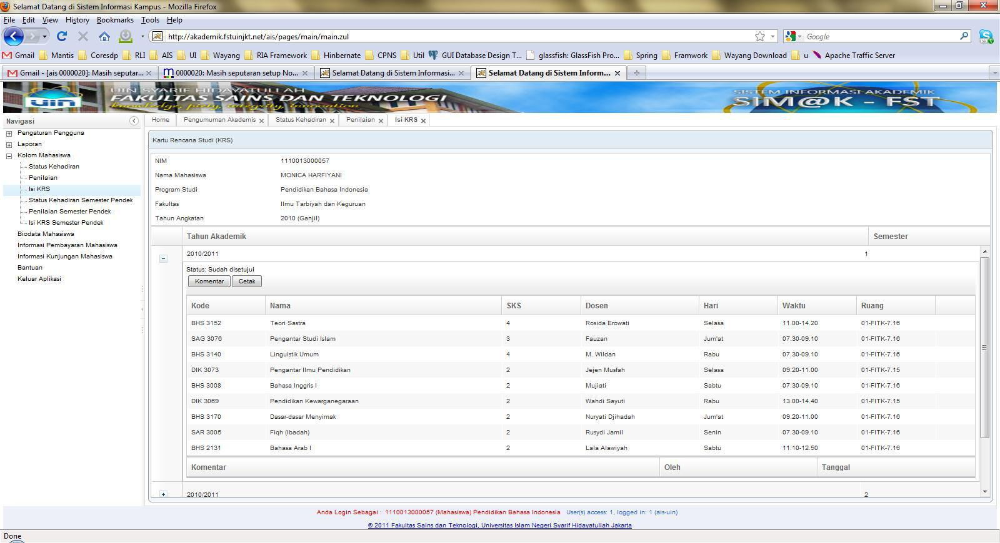 Selamat Datang di Sistem Informasi Kampus - Mozilla Firefox
File Edit View History Bookmarks Tools Help
http://akademik.fstuinjkt.net/ais/pages/main/main.zul
Google
Gmail Mantis Coresdp RLI AIS UI Wayang RIA Framework Hinbernate CPNS Util GUI Database Design T... glassfish: GlassFish Pro... Spring Framwork Wayang Download u Apache Traffic Server
Gmail - [ais 0000020]: Masih seputar... 0000020: Masih seputaran setup No... Selamat Datang di Sistem Informasi... Selamat Datang di Sistem Inform...
uin
UIN SYARIF HIDAYATULLAH
FAKULTAS SAINS DAN TEKNOLOGI
knowledge, piety, integrity, innovation
SISTEM INFORMASI AKADEMIK
SIM@K - FST
Navigasi
Pengaturan Pengguna
Laporan
Kolom Mahasiswa
Status Kehadiran
Penilaian
Isi KRS
Status Kehadiran Semester Pendek
Penilaian Semester Pendek
Isi KRS Semester Pendek
Biodata Mahasiswa
Informasi Pembayaran Mahasiswa
Informasi Kunjungan Mahasiswa
Bantuan
Keluar Aplikasi
Home Pengumuman Akademis Status Kehadiran Penilaian Isi KRS
Kartu Rencana Studi (KRS)
NIM 1110013000057
Nama Mahasiswa MONICA HARFIYANI
Program Studi Pendidikan Bahasa Indonesia
Fakultas Ilmu Tarbiyah dan Keguruan
Tahun Angkatan 2010 (Ganjil)
Tahun Akademik Semester
2010/2011 1
Status: Sudah disetujui
Komentar Cetak
Kode Nama SKS Dosen Hari Waktu Ruang
BHS 3152 Teori Sastra 4 Rosida Erowati Selasa 11.00-14.20 01-FITK-7.16
SAG 3076 Pengantar Studi Islam 3 Fauzan Jum'at 07.30-09.10 01-FITK-7.16
BHS 3140 Linguistik Umum 4 M. Wildan Rabu 07.30-09.10 01-FITK-7.16
DIK 3073 Pengantar Ilmu Pendidikan 2 Jejen Musfah Selasa 09.20-11.00 01-FITK-7.15
BHS 3008 Bahasa Inggris I 2 Mujiati Sabtu 07.30-09.10 01-FITK-7.16
DIK 3069 Pendidikan Kewarganegaraan 2 Wahdi Sayuti Rabu 13.00-14.40 01-FITK-7.15
BHS 3170 Dasar-dasar Menyimak 2 Nuryati Djihadah Jum'at 09.20-11.00 01-FITK-7.16
SAR 3005 Fiqh (Ibadah) 2 Rusydi Jamil Senin 07.30-09.10 01-FITK-7.16
BHS 2131 Bahasa Arab I 2 Lala Alawiyah Sabtu 11.10-12.50 01-FITK-7.16
Komentar Oleh Tanggal
2010/2011 2
Anda Login Sebagai : 1110013000057 (Mahasiswa) Pendidikan Bahasa Indonesia User(s) access: 1, logged in: 1 (ais-uin)
© 2011 Fakultas Sains dan Teknologi, Universitas Islam Negeri Syarif Hidayatullah Jakarta
Done